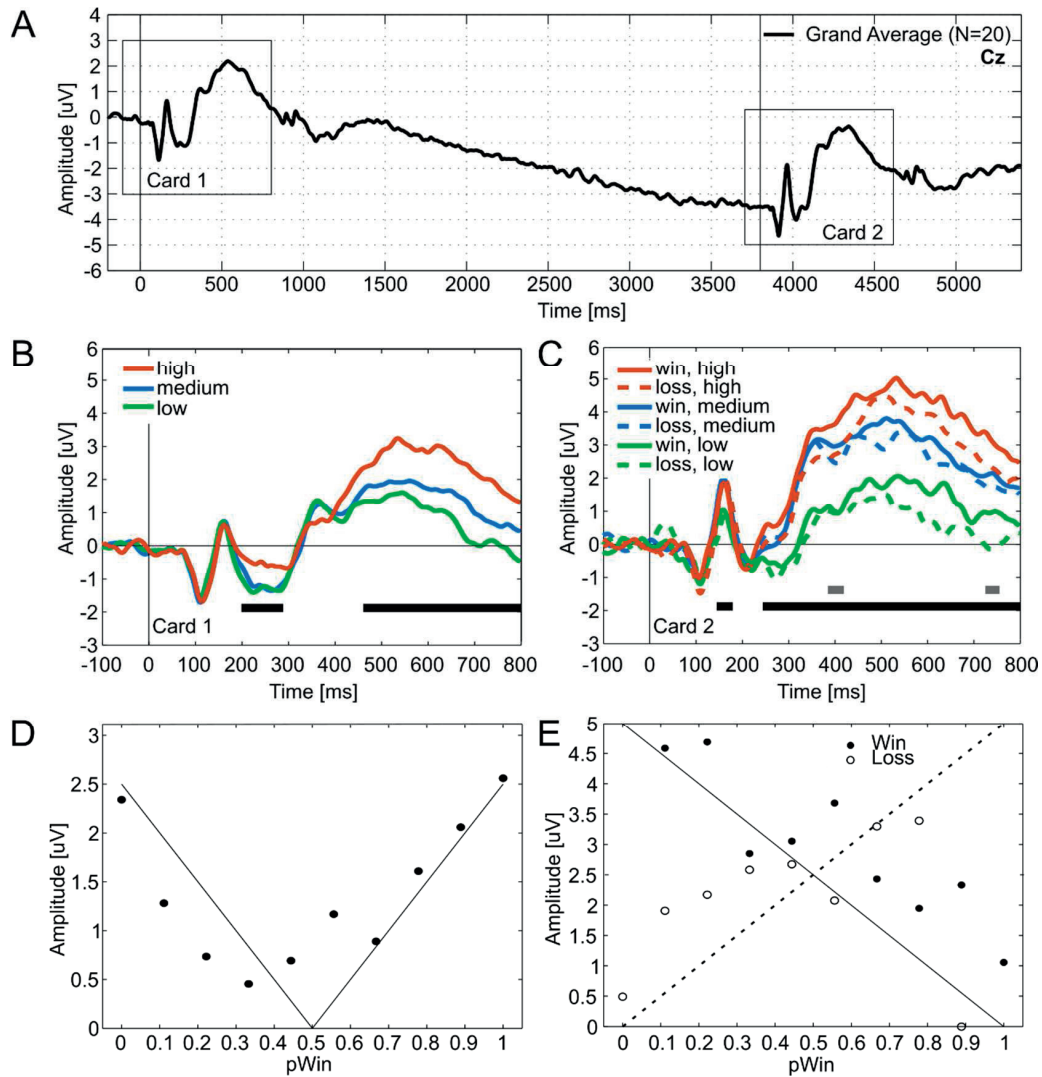 A
Amplitude [uV]
4
3
2
1
0
-1
-2
-3
-4
-5
-6
Grand Average (N=20)
Cz
Card 1
Card 2
0 500 1000 1500 2000 2500 3000 3500 4000 4500 5000
Time [ms]
B
Amplitude [uV]
6
5
4
3
2
1
0
-1
-2
-3
high
medium
low
Card 1
-100 0 100 200 300 400 500 600 700 800
Time [ms]
C
Amplitude [uV]
6
5
4
3
2
1
0
-1
-2
-3
win, high
loss, high
win, medium
loss, medium
win, low
loss, low
Card 2
-100 0 100 200 300 400 500 600 700 800
Time [ms]
D
Amplitude [uV]
3
2.5
2
1.5
1
0.5
0
0 0.1 0.2 0.3 0.4 0.5 0.6 0.7 0.8 0.9 1
pWin
E
Amplitude [uV]
5
4.5
4
3.5
3
2.5
2
1.5
1
0.5
0
Win
Loss
0 0.1 0.2 0.3 0.4 0.5 0.6 0.7 0.8 0.9 1
pWin